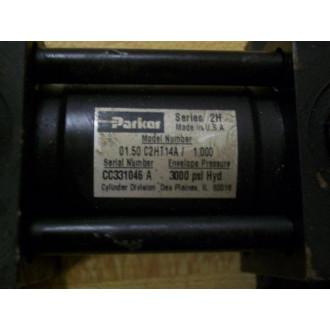 Parker Series 2H
Made in U.S.A
Model Number
01.50 C2HT14A / 1.000
Serial Number Envelope Pressure
CC331046 A 3000 psi Hyd
Cylinder Division Des Plaines, IL 60016